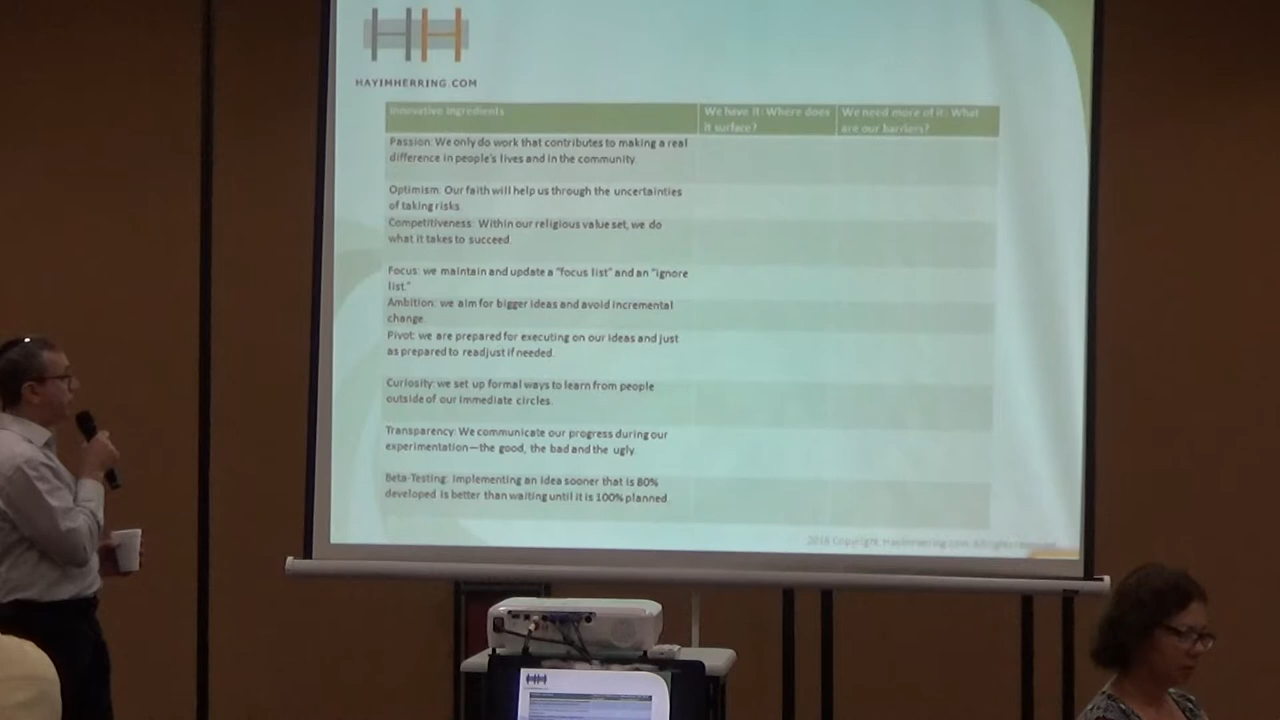 HH
HAYIMHERRING.COM
Innovative Ingredients
We have it: Where does
it surface?
We need more of it: What
are our barriers?
Passion: We only do work that contributes to making a real
difference in people's lives and in the community.
Optimism: Our faith will help us through the uncertainties
of taking risks.
Competitiveness: Within our religious value set, we do
what it takes to succeed.
Focus: we maintain and update a "focus list" and an "ignore
list."
Ambition: we aim for bigger ideas and avoid incremental
change.
Pivot: we are prepared for executing on our ideas and just
as prepared to readjust if needed.
Curiosity: we set up formal ways to learn from people
outside of our immediate circles.
Transparency: We communicate our progress during our
experimentation—the good, the bad and the ugly.
Beta-Testing: Implementing an idea sooner that is 80%
developed is better than waiting until it is 100% planned.
Copyright HayimHerring.com. All rights reserved